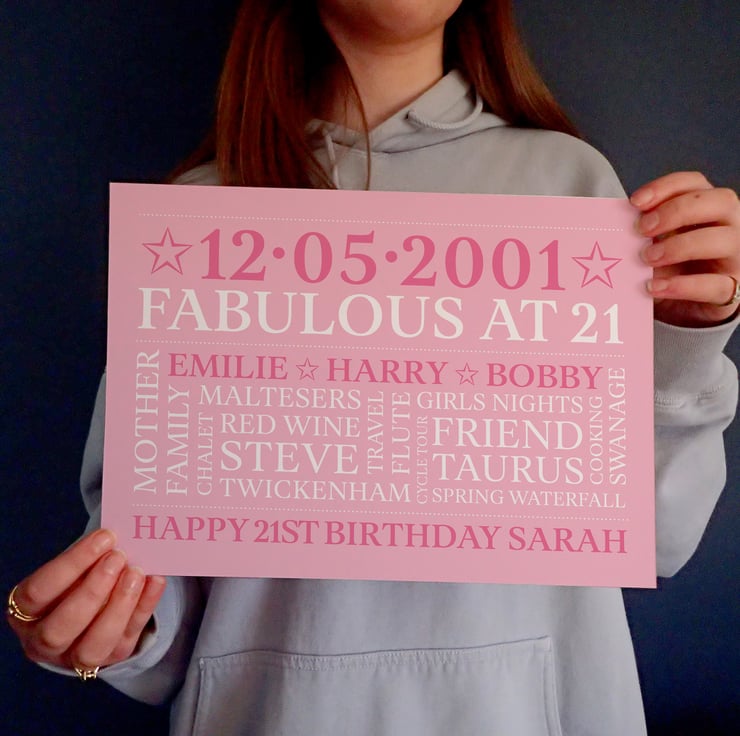 12·05·2001
FABULOUS AT 21
EMILIE ☆ HARRY ☆ BOBBY
MOTHER
FAMILY
CHALET
MALTESERS
RED WINE
STEVE
TWICKENHAM
TRAVEL
FLUTE
CYCLE TOUR
GIRLS NIGHTS
FRIEND
TAURUS
SPRING WATERFALL
COOKING
SWANAGE
HAPPY 21ST BIRTHDAY SARAH